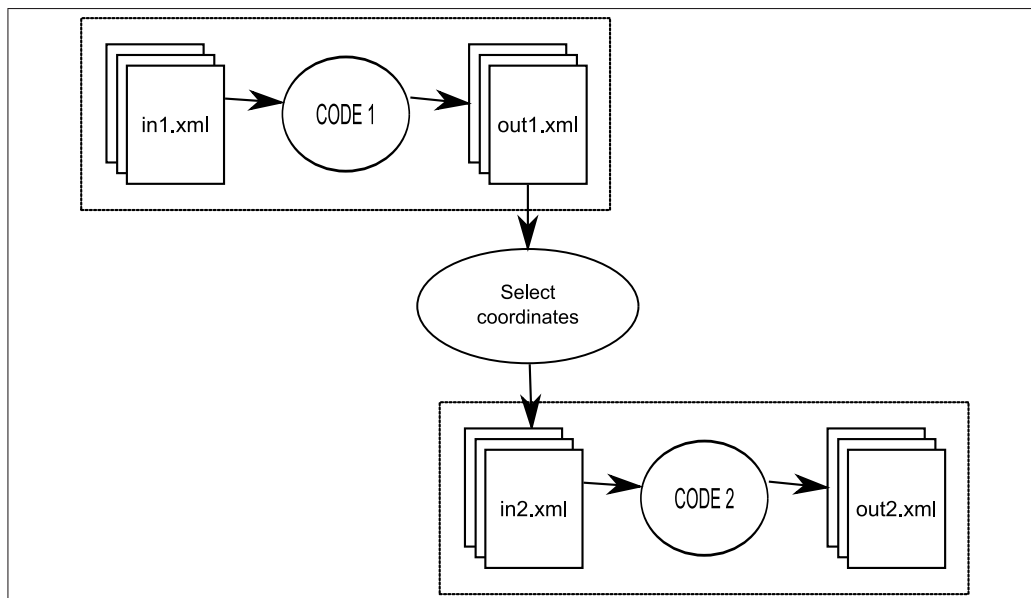 in1.xml
CODE 1
out1.xml
Select
coordinates
in2.xml
CODE 2
out2.xml